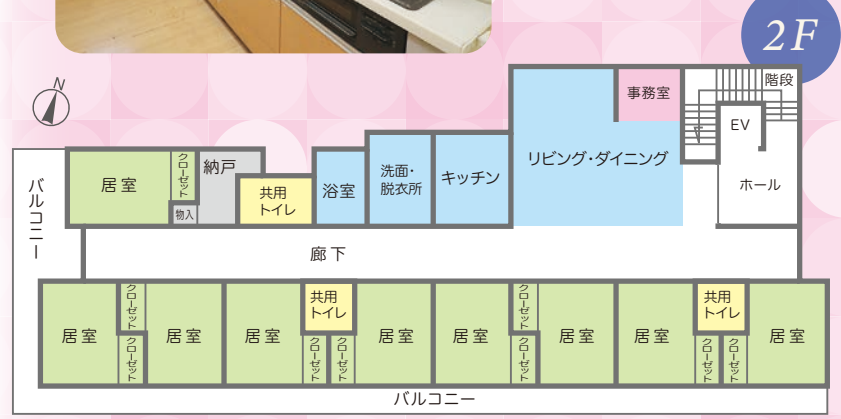 2F
N
階段
事務室
EV
ホール
リビング・ダイニング
キッチン
洗面・
脱衣所
浴室
共用
トイレ
納戸
クローゼット
物入
居室
バルコニー
廊下
居室
クローゼット
クローゼット
居室
居室
共用
トイレ
クローゼット
クローゼット
居室
居室
クローゼット
クローゼット
居室
居室
共用
トイレ
クローゼット
クローゼット
居室
バルコニー